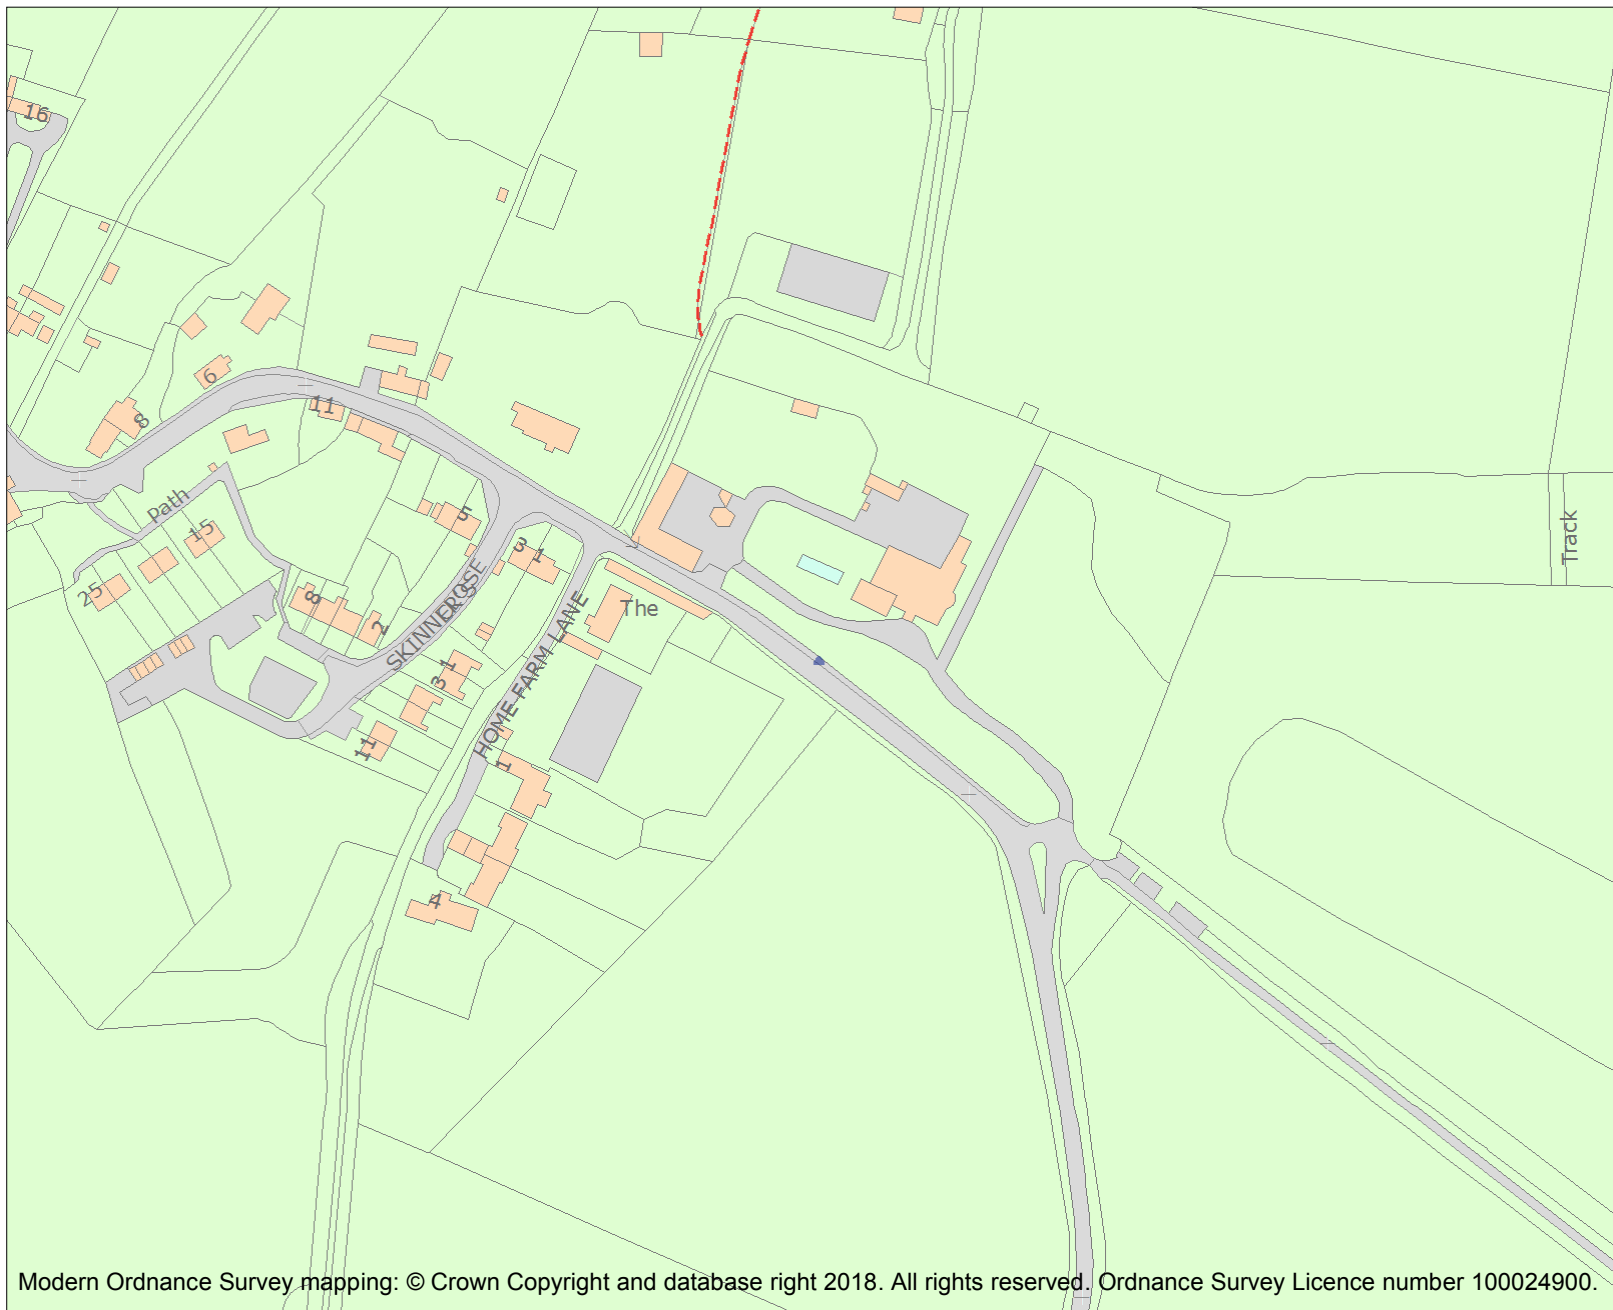 16
6
8
11
Path
5
15
3
1
Track
25
8
The
2
SKINNER
HOME FARM LANE
1
3
11
1
4
Modern Ordnance Survey mapping: © Crown Copyright and database right 2018. All rights reserved. Ordnance Survey Licence number 100024900.